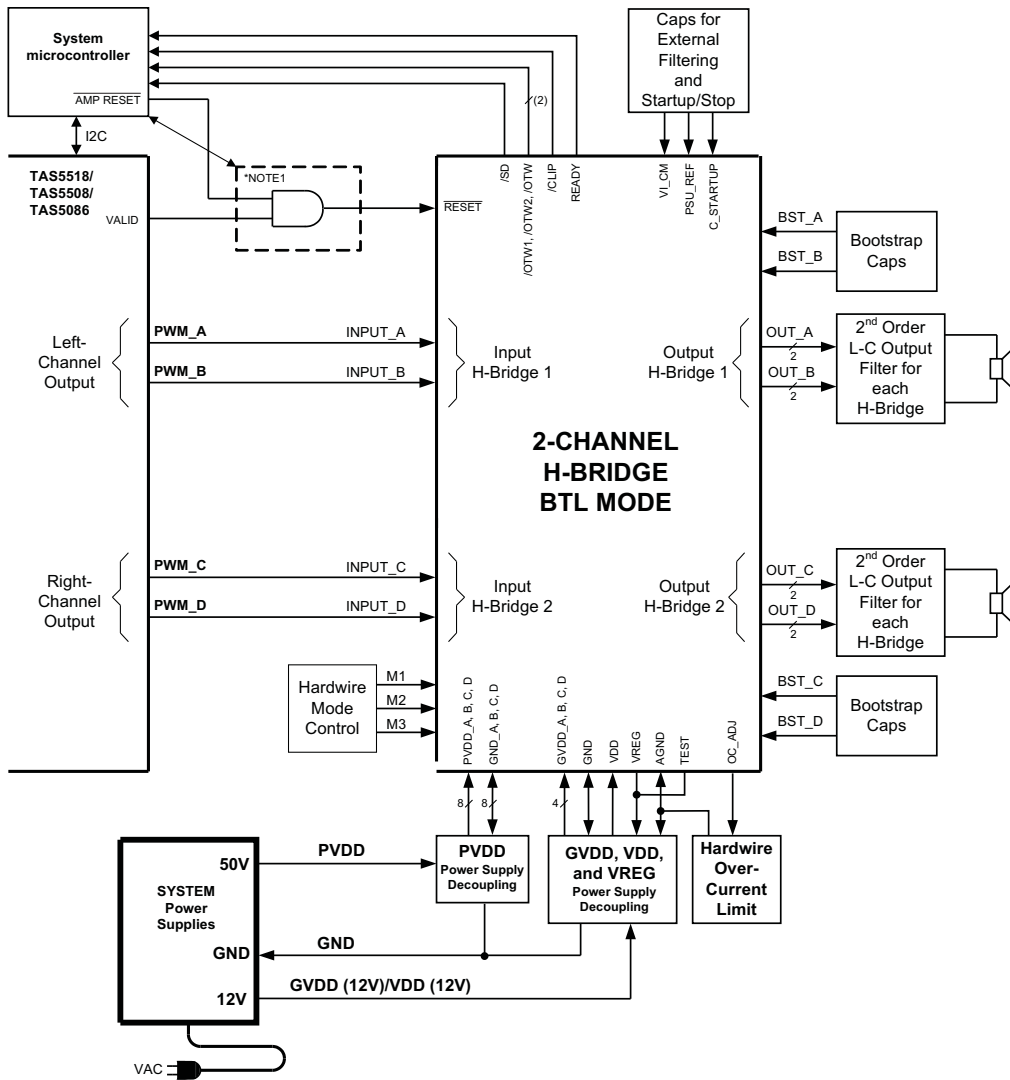 System
microcontroller
AMP RESET
I2C
Caps for
External
Filtering
and
Startup/Stop
(2)
TAS5518/
TAS5508/
TAS5086
VALID
*NOTE1
RESET
/SD
/OTW1, /OTW2, /OTW
/CLIP
READY
VI_CM
PSU_REF
C_STARTUP
BST_A
BST_B
Bootstrap
Caps
Left-
Channel
Output
PWM_A
INPUT_A
PWM_B
INPUT_B
Input
H-Bridge 1
Output
H-Bridge 1
OUT_A
2
OUT_B
2
2nd Order
L-C Output
Filter for
each
H-Bridge
2-CHANNEL
H-BRIDGE
BTL MODE
Right-
Channel
Output
PWM_C
INPUT_C
PWM_D
INPUT_D
Input
H-Bridge 2
Output
H-Bridge 2
OUT_C
2
OUT_D
2
2nd Order
L-C Output
Filter for
each
H-Bridge
Hardwire
Mode
Control
M1
M2
M3
PVDD_A, B, C, D
GND_A, B, C, D
GVDD_A, B, C, D
GND
VDD
VREG
AGND
TEST
OC_ADJ
BST_C
BST_D
Bootstrap
Caps
8
8
4
50V
PVDD
PVDD
Power Supply
Decoupling
GVDD, VDD,
and VREG
Power Supply
Decoupling
Hardwire
Over-
Current
Limit
SYSTEM
Power
Supplies
GND
GND
12V
GVDD (12V)/VDD (12V)
VAC